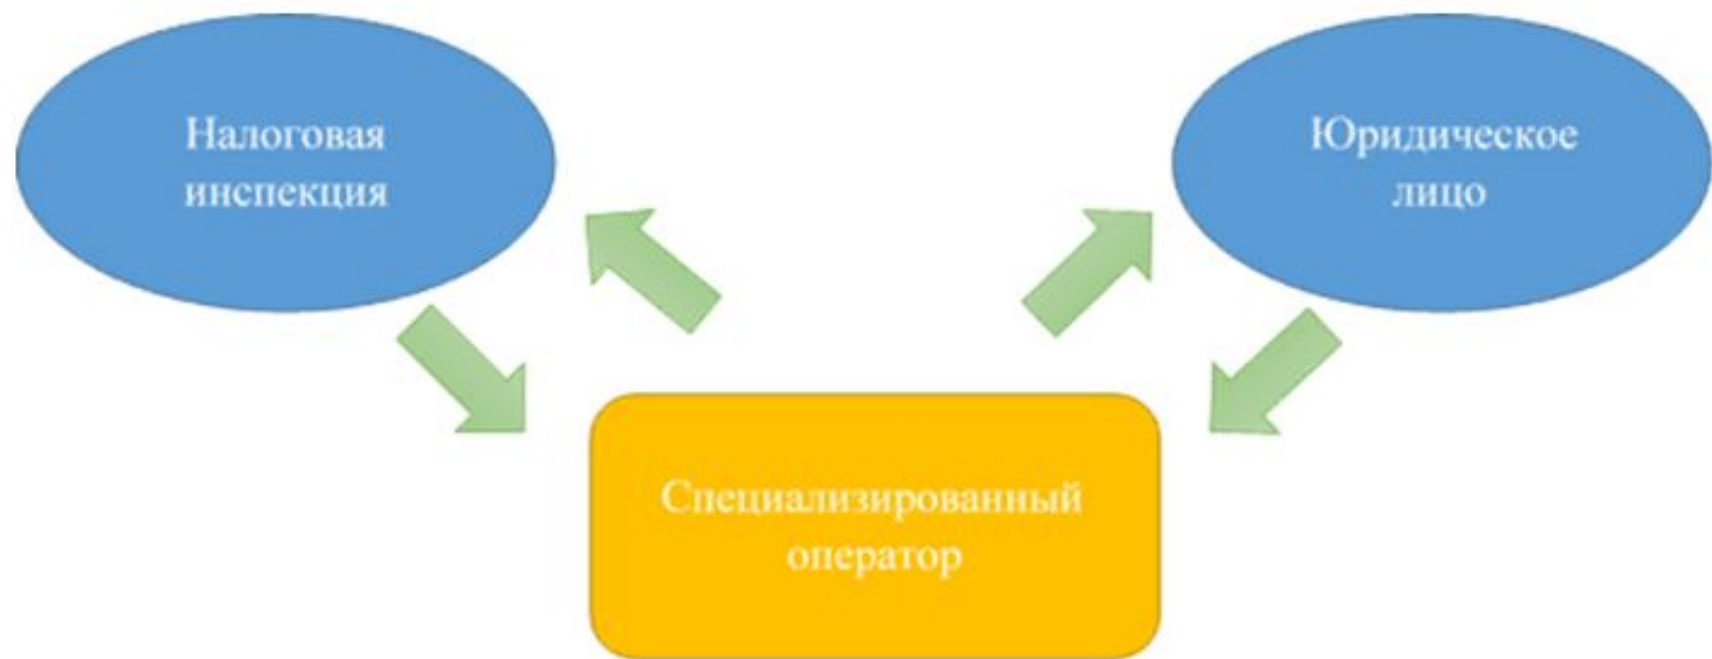 Налоговая
инспекция
Юридическое
лицо
Специализированный
оператор